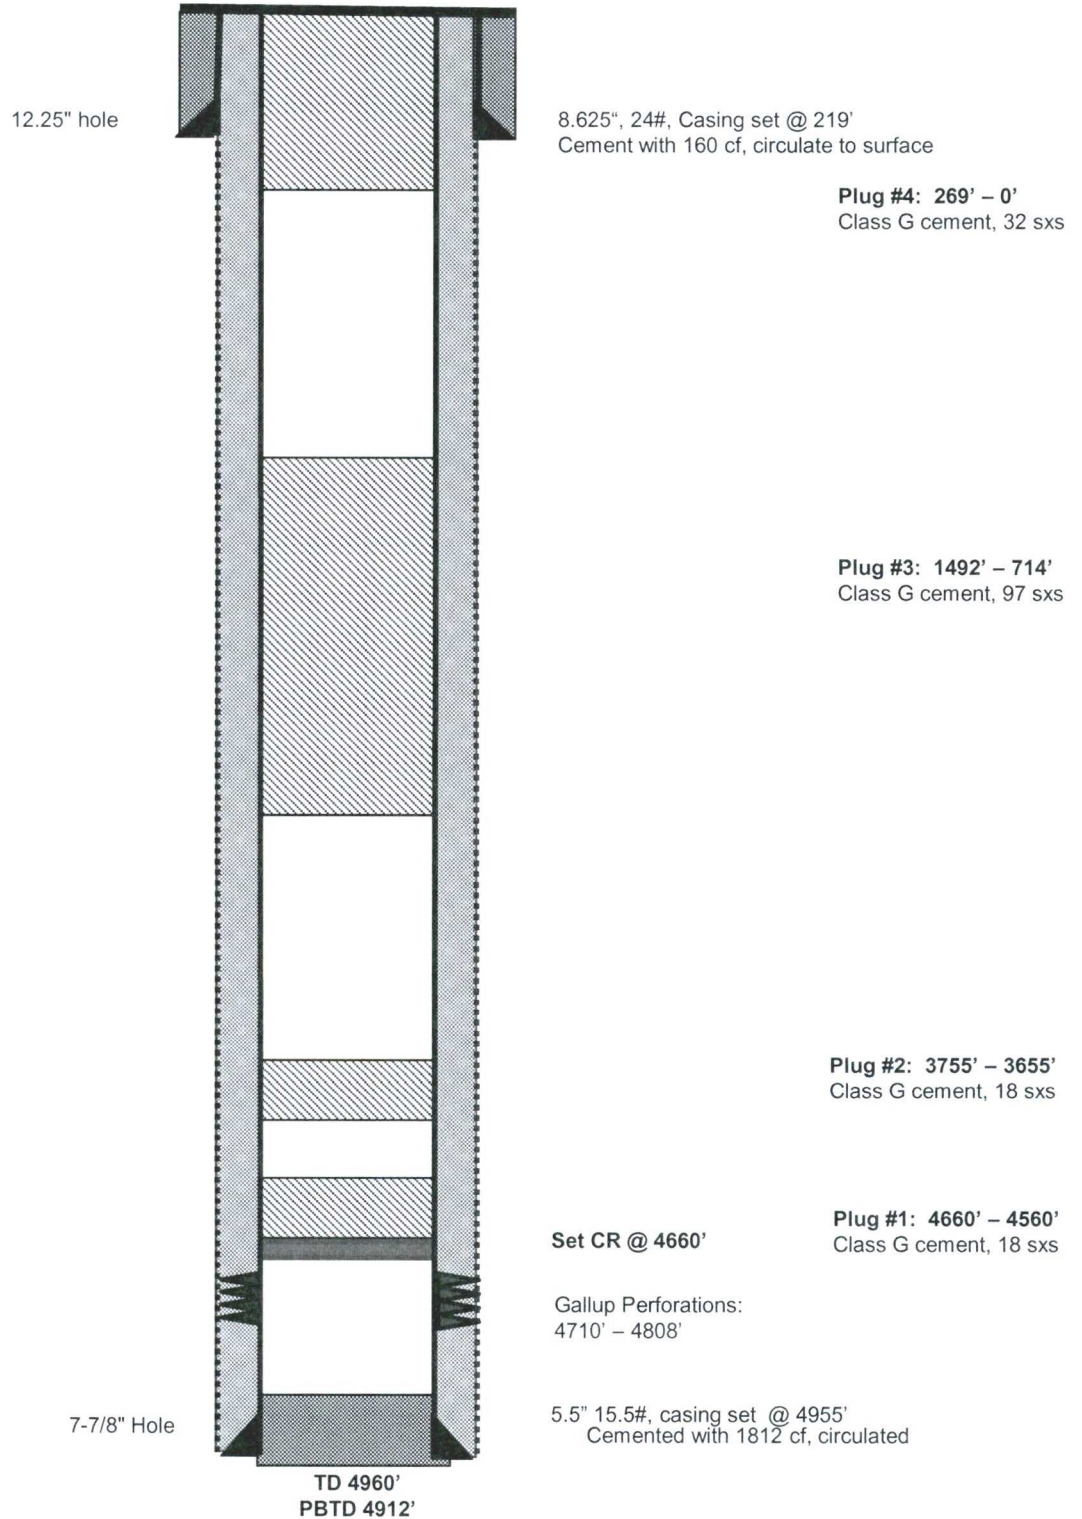 12.25" hole
8.625“, 24#, Casing set @ 219’
Cement with 160 cf, circulate to surface
Plug #4: 269’ – 0’
Class G cement, 32 sxs
Plug #3: 1492’ – 714’
Class G cement, 97 sxs
Plug #2: 3755’ – 3655’
Class G cement, 18 sxs
Plug #1: 4660’ – 4560’
Class G cement, 18 sxs
Set CR @ 4660’
Gallup Perforations:
4710’ – 4808’
7-7/8" Hole
5.5” 15.5#, casing set @ 4955’
Cemented with 1812 cf, circulated
TD 4960’
PBTD 4912’